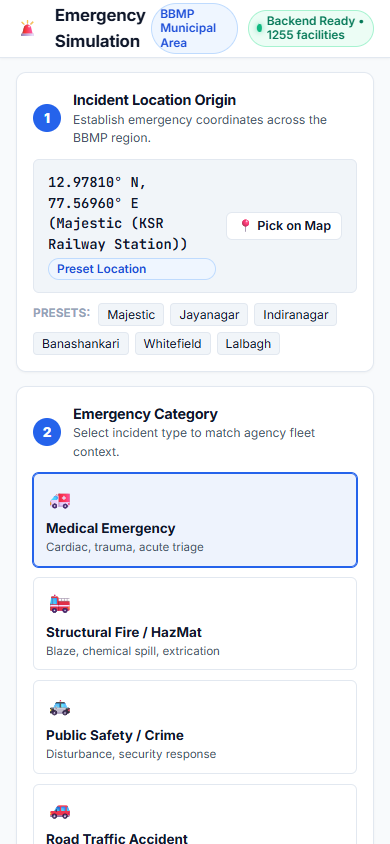 Emergency
Simulation
BBMP
Municipal
Area
Backend Ready •
1255 facilities
1
Incident Location Origin
Establish emergency coordinates across the
BBMP region.
12.97810° N,
77.56960° E
(Majestic (KSR
Railway Station))
Preset Location
Pick on Map
PRESETS: Majestic Jayanagar Indiranagar
Banashankari Whitefield Lalbagh
2
Emergency Category
Select incident type to match agency fleet
context.
Medical Emergency
Cardiac, trauma, acute triage
Structural Fire / HazMat
Blaze, chemical spill, extrication
Public Safety / Crime
Disturbance, security response
Road Traffic Accident